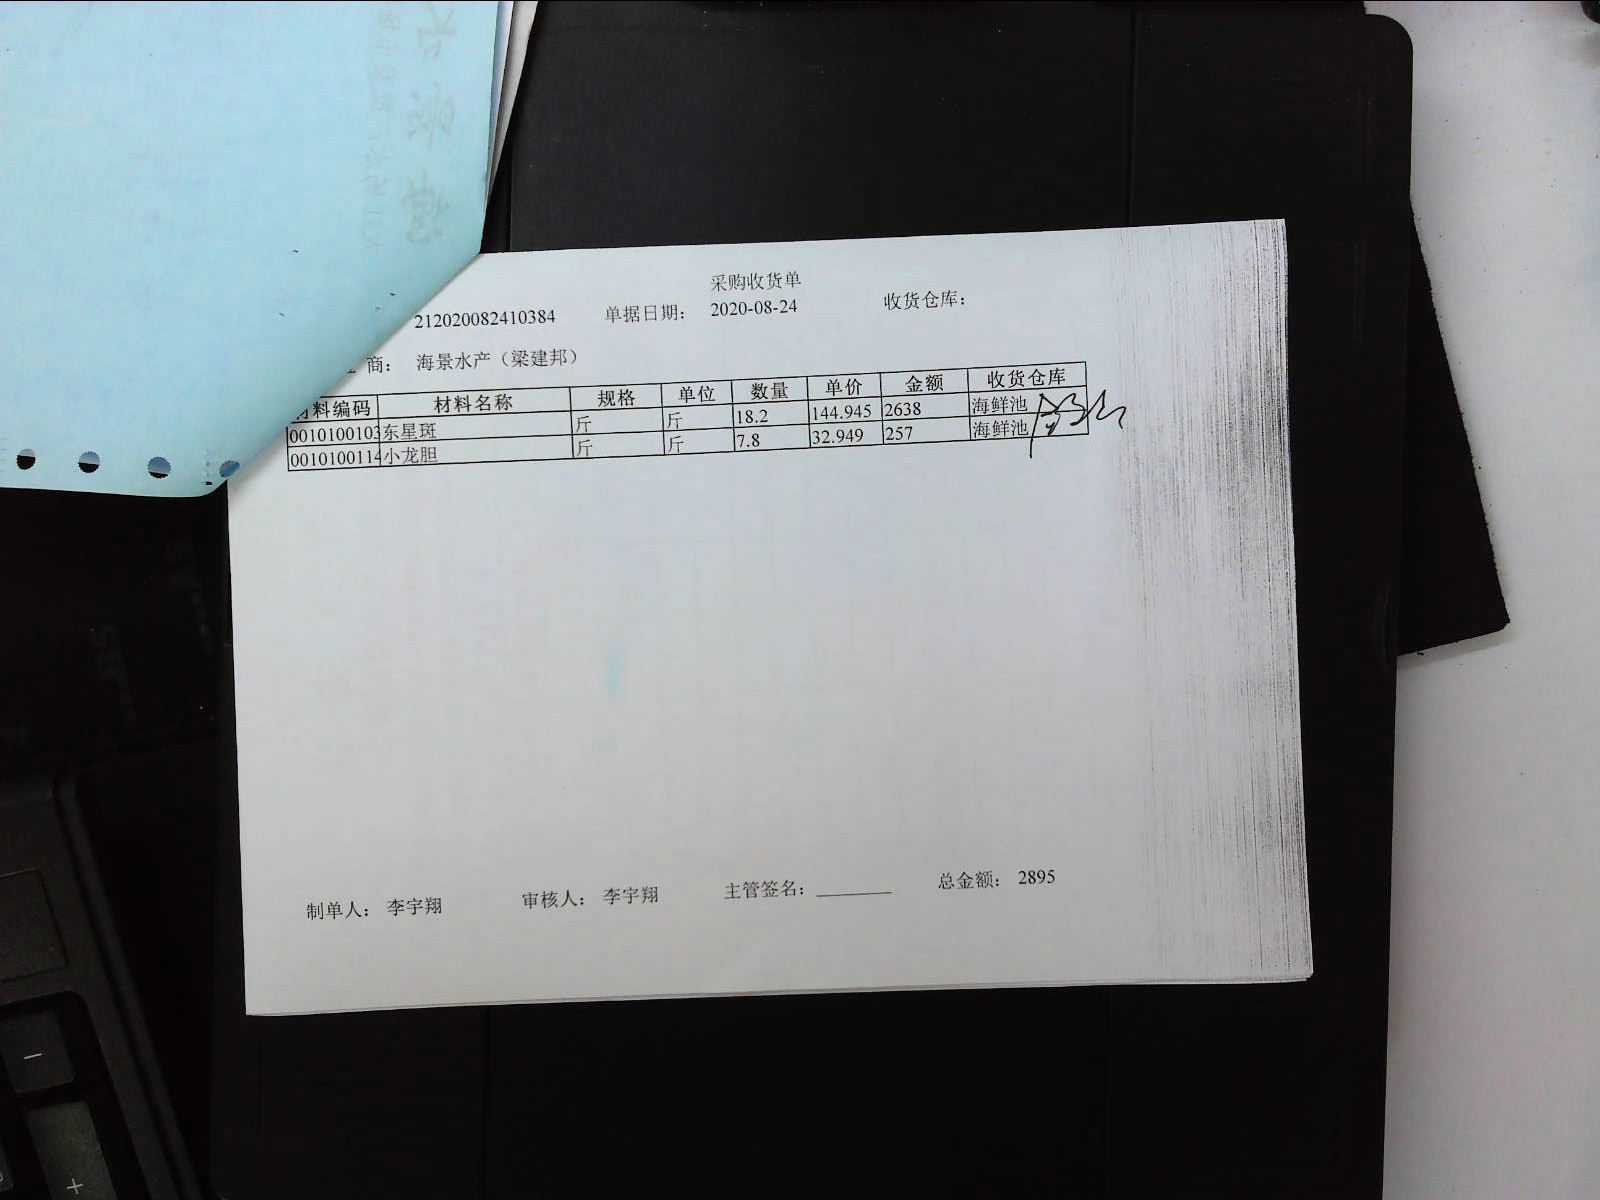 采购收货单
212020082410384 单据日期： 2020-08-24 收货仓库：
商： 海景水产（梁建邦）
材料编码 材料名称 规格 单位 数量 单价 金额 收货仓库
0010100103 东星斑 斤 斤 18.2 144.945 2638 海鲜池
0010100114 小龙胆 斤 斤 7.8 32.949 257 海鲜池
制单人： 李宇翔 审核人： 李宇翔 主管签名： 总金额： 2895